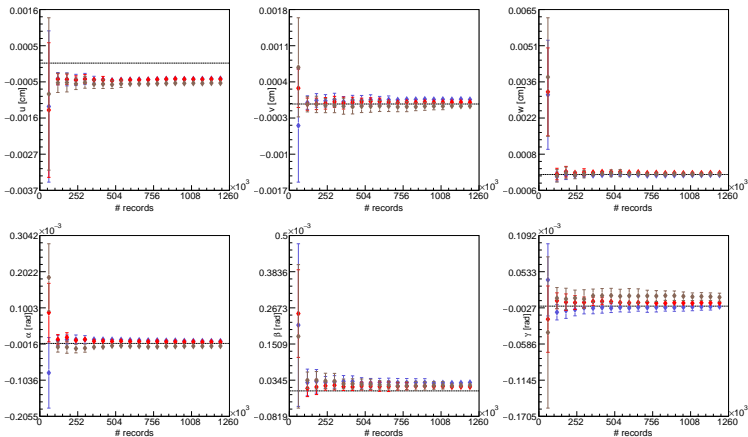 0.0016
0.0005
−0.0005
−0.0016
−0.0027
−0.0037
u [cm]
0 252 504 756 1008 1260
×10³
# records
0.0018
0.0011
0.0004
−0.0003
−0.001
−0.0017
v [cm]
0 252 504 756 1008 1260
×10³
# records
0.0065
0.0051
0.0036
0.0022
0.0008
−0.0006
w [cm]
0 252 504 756 1008 1260
×10³
# records
×10⁻³
0.3042
0.2022
0.1003
−0.0016
−0.1036
−0.2055
α [rad]
0 252 504 756 1008 1260
×10³
# records
×10⁻³
0.5
0.3836
0.2673
0.1509
0.0345
−0.0819
β [rad]
0 252 504 756 1008 1260
×10³
# records
×10⁻³
0.1092
0.0533
−0.0027
−0.0586
−0.1145
−0.1705
γ [rad]
0 252 504 756 1008 1260
×10³
# records